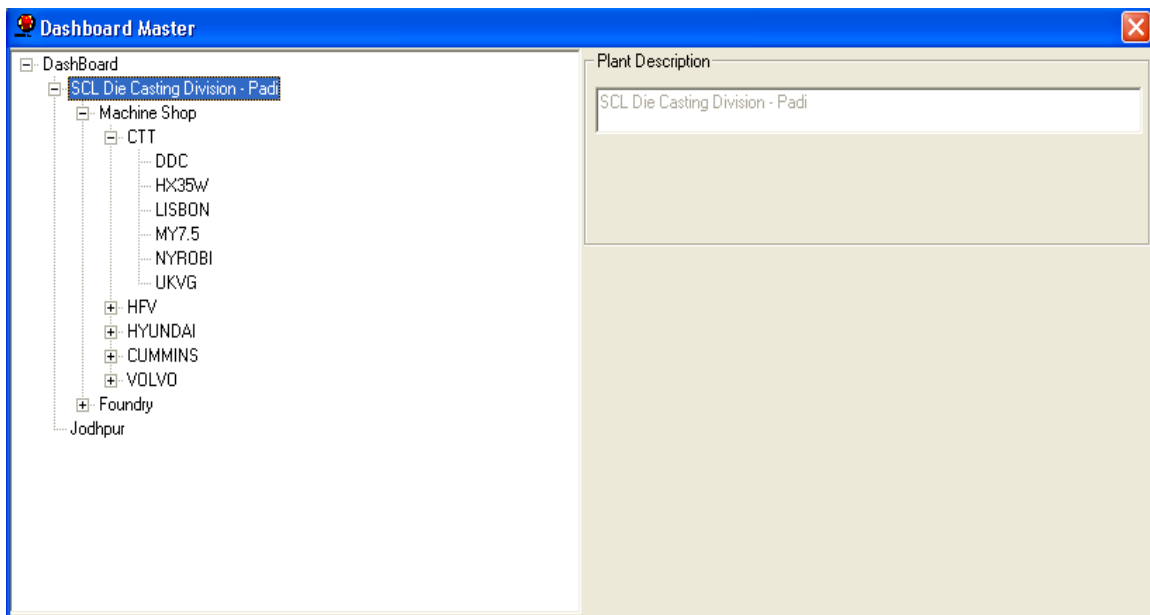 Dashboard Master
DashBoard
SCL Die Casting Division - Padi
Machine Shop
CTT
DDC
HX35W
LISBON
MY7.5
NYROBI
UKVG
HFV
HYUNDAI
CUMMINS
VOLVO
Foundry
Jodhpur
Plant Description
SCL Die Casting Division - Padi